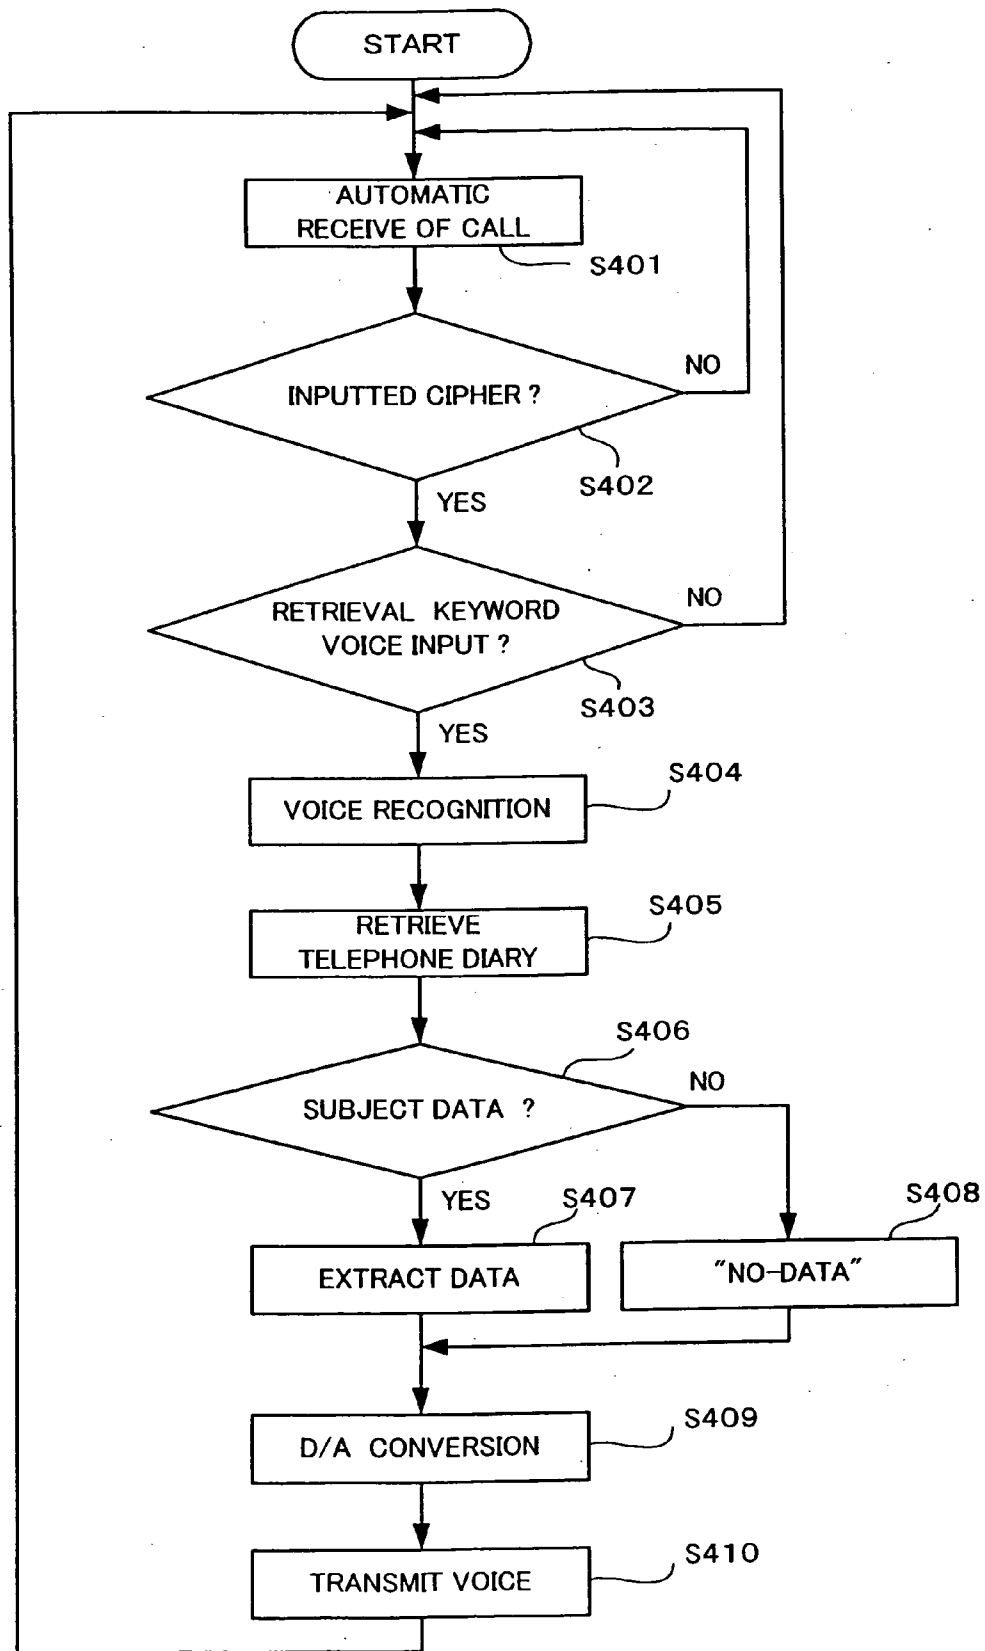 START
AUTOMATIC
RECEIVE OF CALL
S401
INPUTTED CIPHER ?
NO
S402
YES
RETRIEVAL KEYWORD
VOICE INPUT ?
NO
S403
YES
S404
VOICE RECOGNITION
S405
RETRIEVE
TELEPHONE DIARY
S406
NO
SUBJECT DATA ?
YES
S407
S408
EXTRACT DATA
"NO-DATA"
S409
D/A CONVERSION
S410
TRANSMIT VOICE